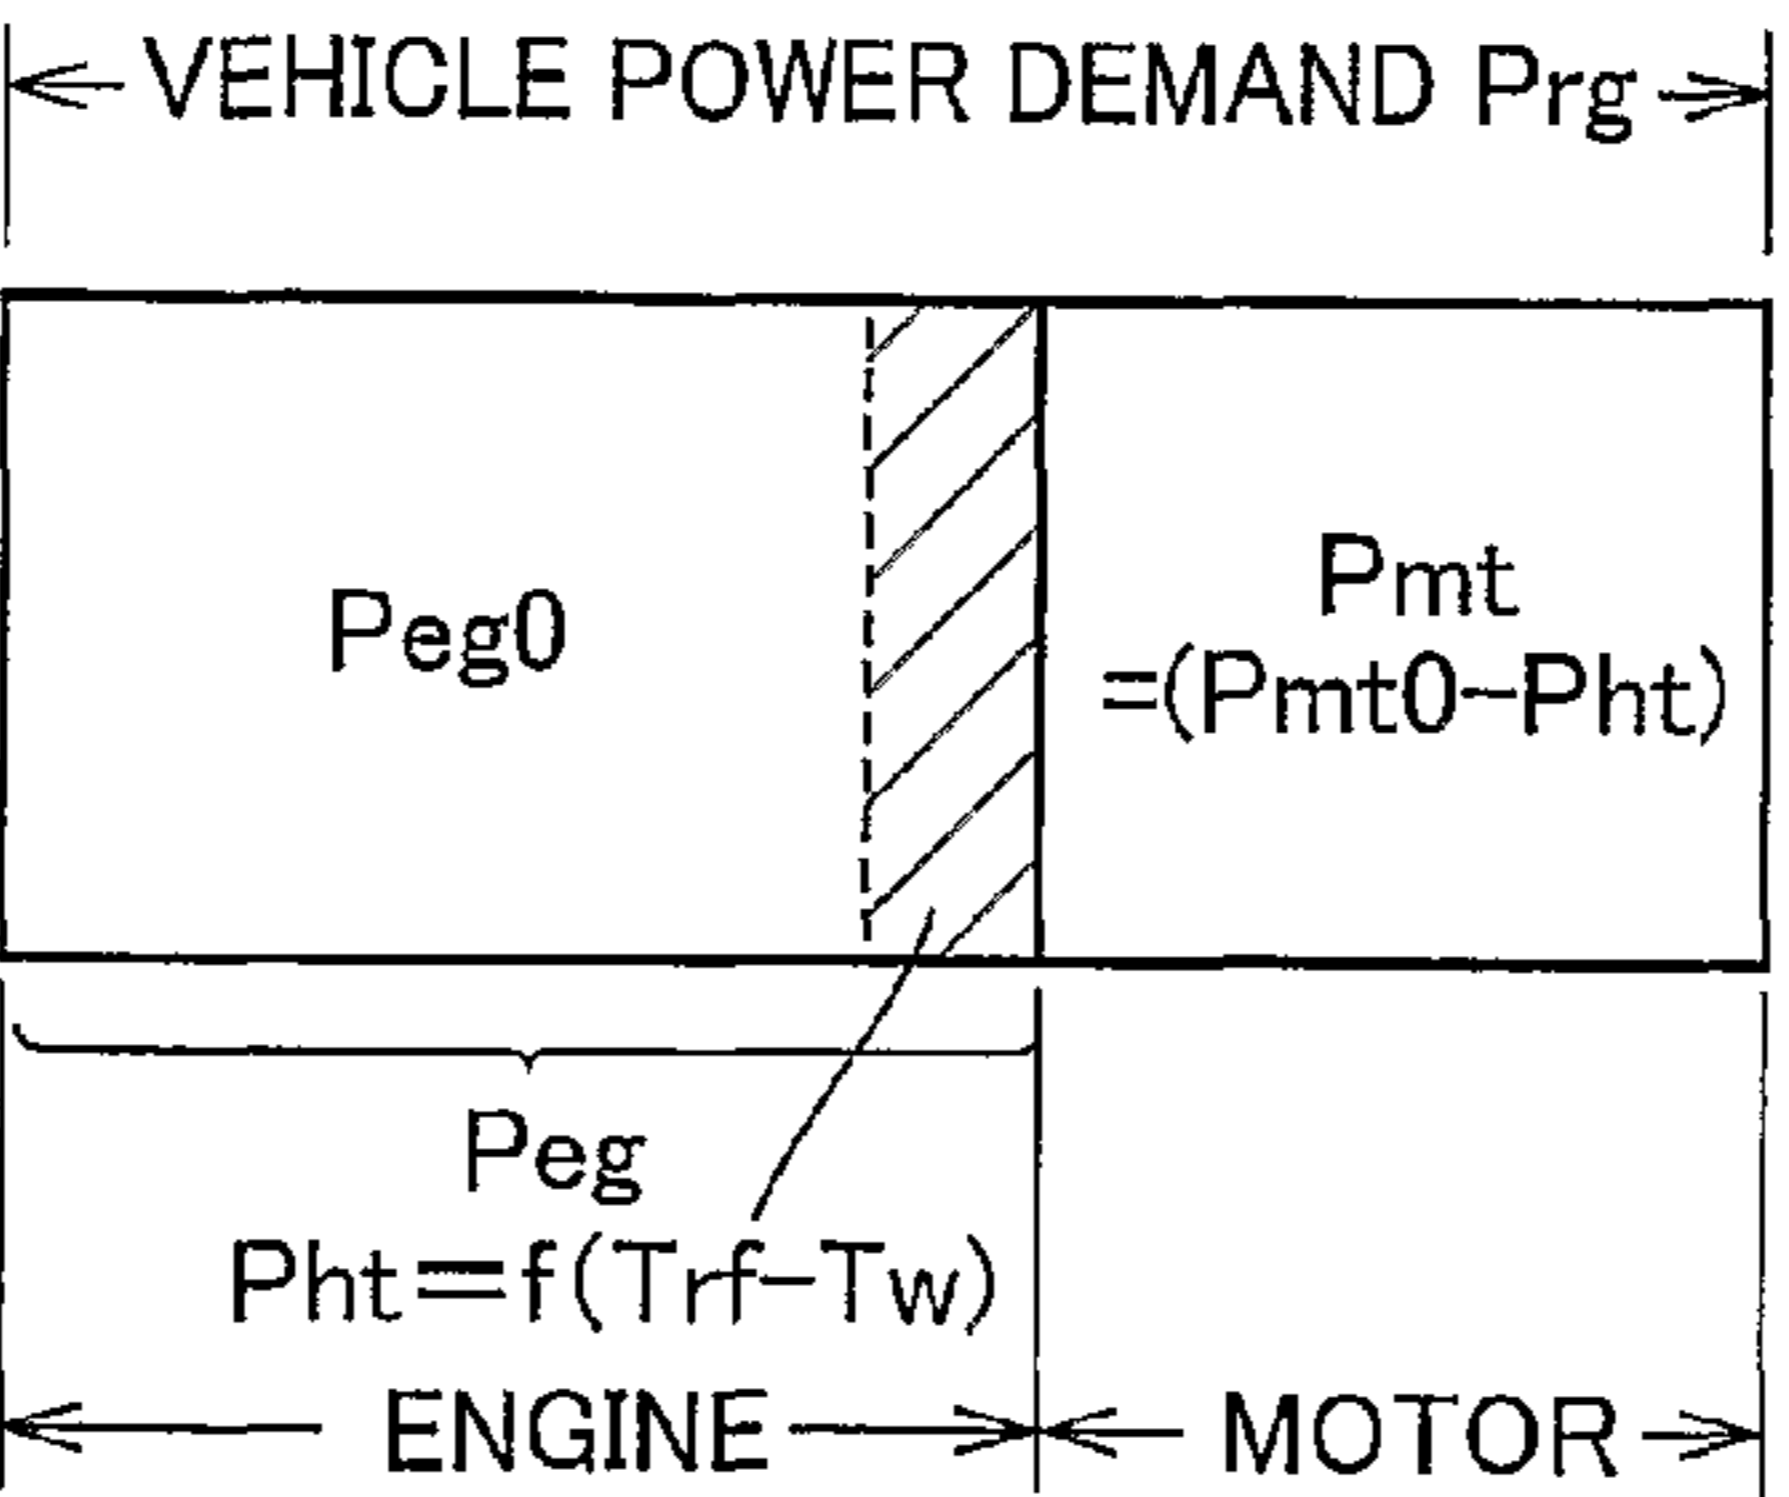 VEHICLE POWER DEMAND Prg
Peg0
Pmt
=(Pmt0-Pht)
Peg
Pht=f(Trf-Tw)
ENGINE
MOTOR